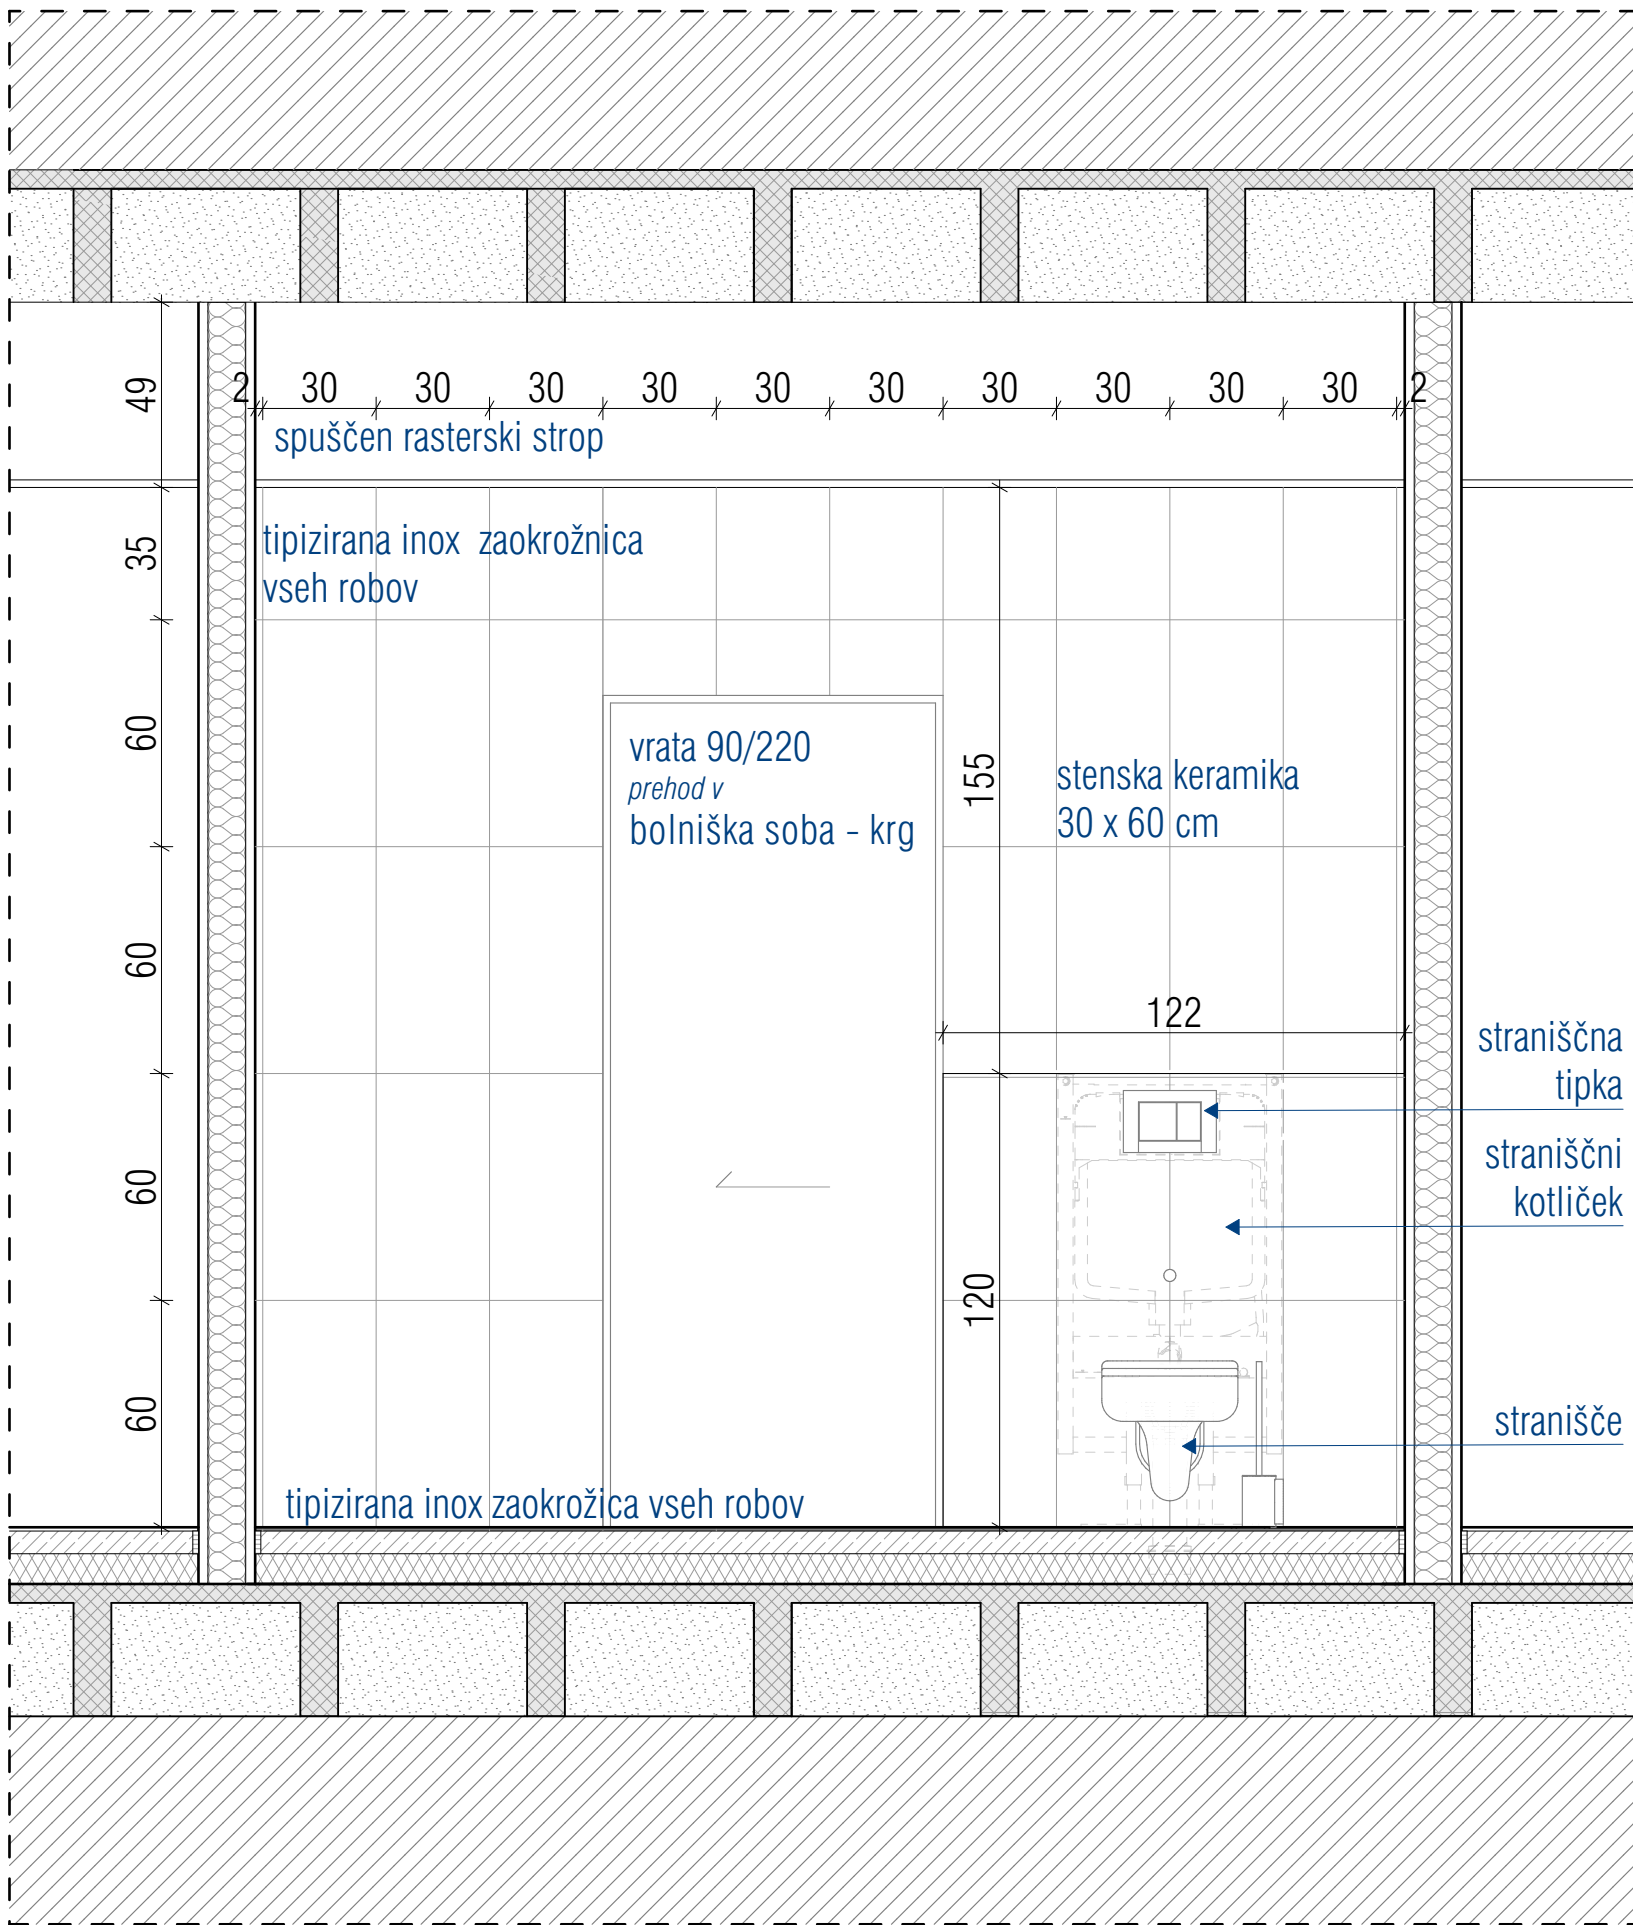 2 30 30 30 30 30 30 30 30 30 30 2
49
spuščen rasterski strop
35
tipizirana inox zaokrožnica
vseh robov
60
vrata 90/220
prehod v
bolniška soba - krg
155
stenska keramika
30 x 60 cm
60
122
straniščna
tipka
60
straniščni
kotliček
120
60
stranišče
tipizirana inox zaokrožica vseh robov